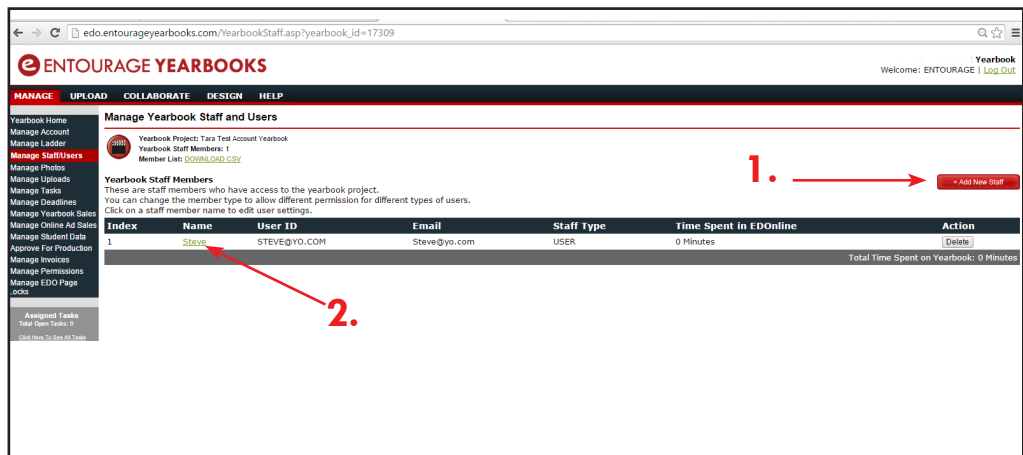 edo.entourageyearbooks.com/YearbookStaff.asp?yearbook_id=17309
e ENTOURAGE YEARBOOKS
Yearbook
Welcome: ENTOURAGE | Log Out
MANAGE UPLOAD COLLABORATE DESIGN HELP
Yearbook Home
Manage Account
Manage Ladder
Manage Staff/Users
Manage Photos
Manage Uploads
Manage Tasks
Manage Deadlines
Manage Yearbook Sales
Manage Online Ad Sales
Manage Student Data
Approve For Production
Manage Invoices
Manage Permissions
Manage EDO Page
Locks
Assigned Tasks
Total Open Tasks: 0
Click Here To See All Tasks
Manage Yearbook Staff and Users
Yearbook Project: Tara Test Account Yearbook
Yearbook Staff Members: 1
Member List: DOWNLOAD CSV
1.
+ Add New Staff
Yearbook Staff Members
These are staff members who have access to the yearbook project.
You can change the member type to allow different permission for different types of users.
Click on a staff member name to edit user settings.
Index Name User ID Email Staff Type Time Spent in EDOnline Action
1 Steve STEVE@YO.COM Steve@yo.com USER 0 Minutes Delete
Total Time Spent on Yearbook: 0 Minutes
2.